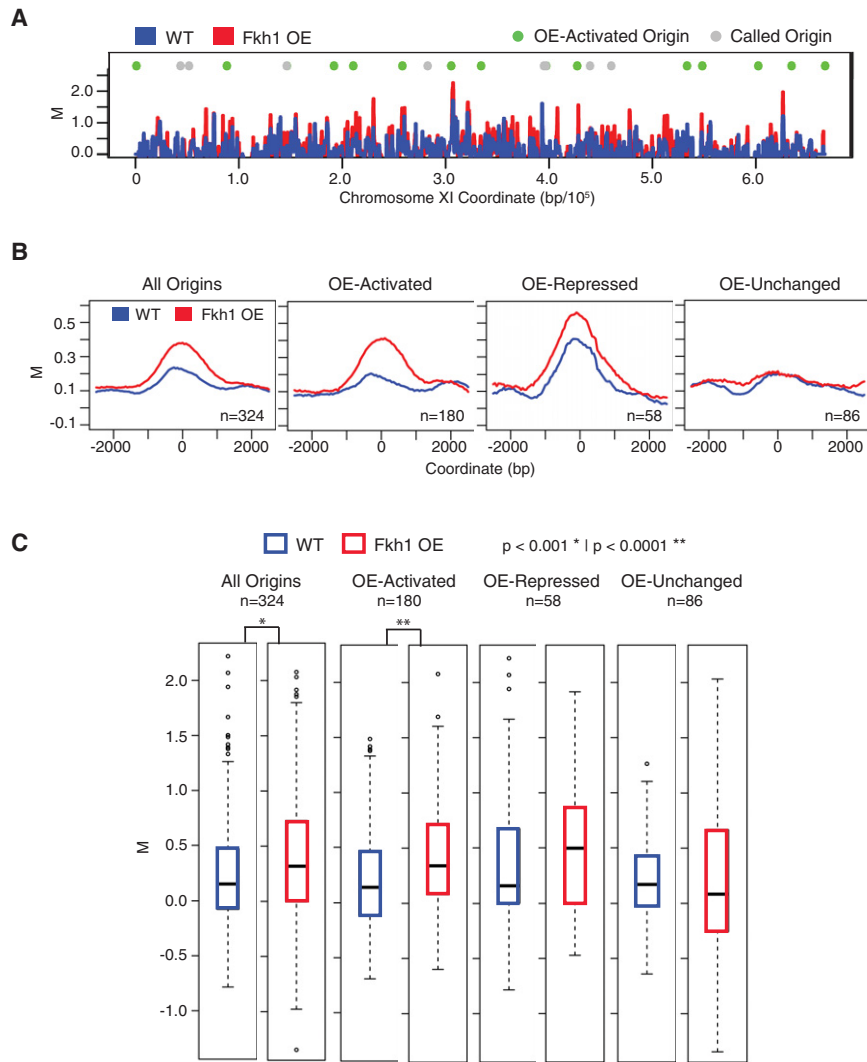 A
WT Fkh1 OE OE-Activated Origin Called Origin
M
2.0
1.0
0.0
0 1.0 2.0 3.0 4.0 5.0 6.0
Chromosome XI Coordinate (bp/10⁵)
B
All Origins OE-Activated OE-Repressed OE-Unchanged
WT Fkh1 OE
M
0.5
0.3
0.1
-0.1
n=324 n=180 n=58 n=86
-2000 0 2000 -2000 0 2000 -2000 0 2000 -2000 0 2000
Coordinate (bp)
C
WT Fkh1 OE p < 0.001 * | p < 0.0001 **
All Origins OE-Activated OE-Repressed OE-Unchanged
n=324 n=180 n=58 n=86
* **
M
2.0
1.5
1.0
0.5
0.0
-0.5
-1.0